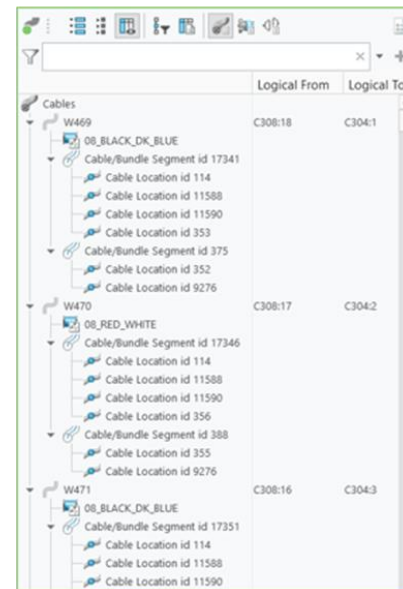 Logical From Logical To
Cables
W469 C308:18 C304:1
08_BLACK_DK_BLUE
Cable/Bundle Segment id 17341
Cable Location id 114
Cable Location id 11588
Cable Location id 11590
Cable Location id 353
Cable/Bundle Segment id 375
Cable Location id 352
Cable Location id 9276
W470 C308:17 C304:2
08_RED_WHITE
Cable/Bundle Segment id 17346
Cable Location id 114
Cable Location id 11588
Cable Location id 11590
Cable Location id 356
Cable/Bundle Segment id 388
Cable Location id 355
Cable Location id 9276
W471 C308:16 C304:3
08_BLACK_DK_BLUE
Cable/Bundle Segment id 17351
Cable Location id 114
Cable Location id 11588
Cable Location id 11590